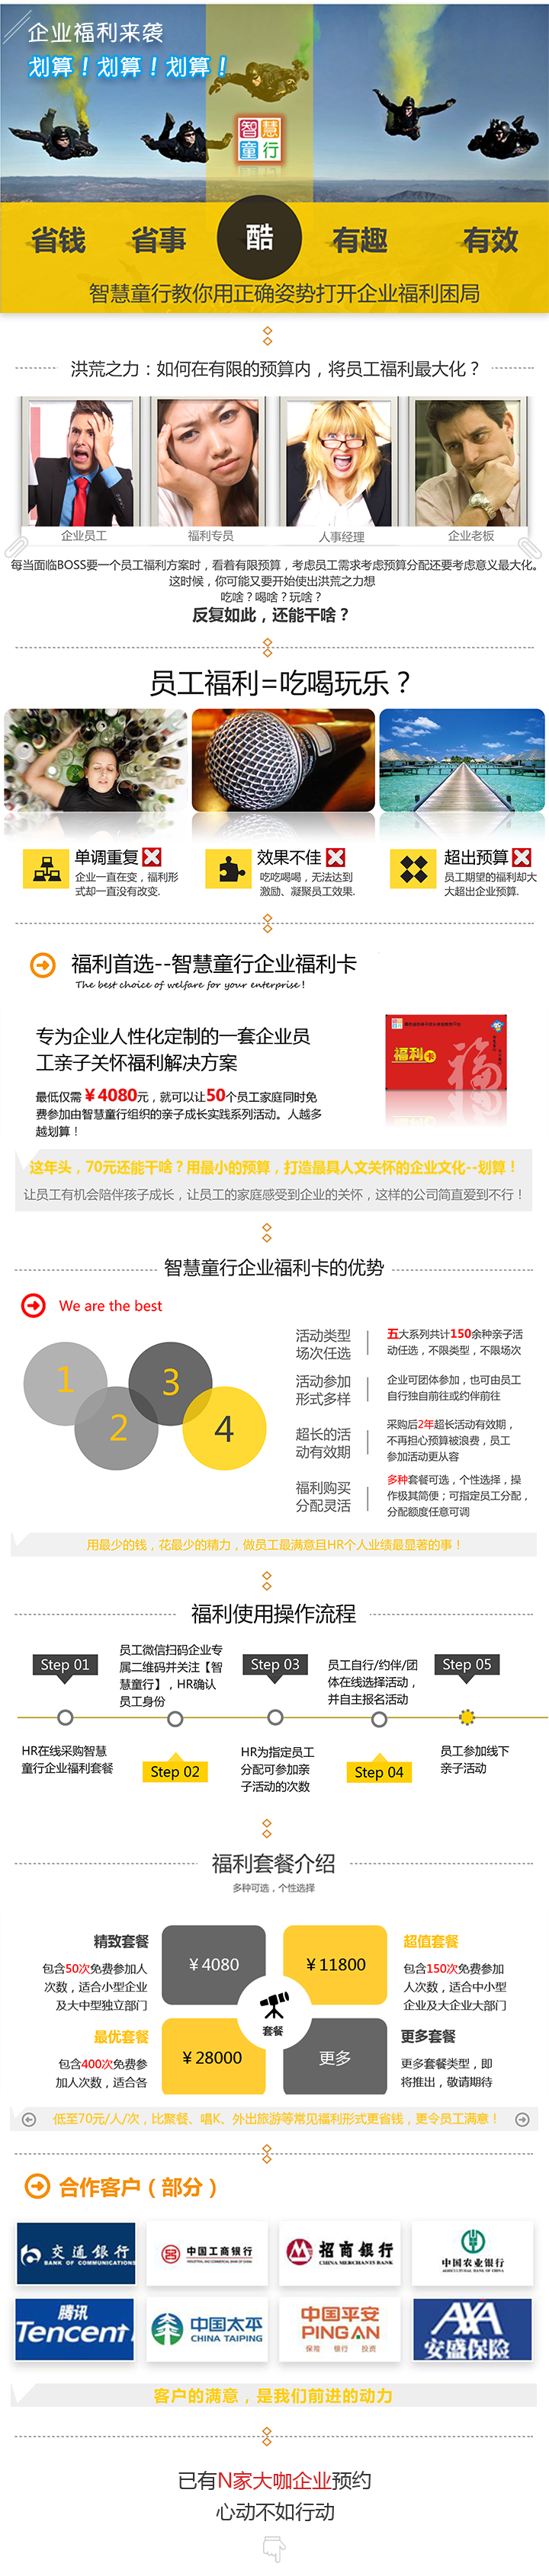 企业福利来袭
划算！划算！划算！
智慧
童行
省钱 省事 酷 有趣 有效
智慧童行教你用正确姿势打开企业福利困局
洪荒之力：如何在有限的预算内，将员工福利最大化？
企业员工 福利专员 人事经理 企业老板
每当面临BOSS要一个员工福利方案时，看着有限预算，考虑员工需求考虑预算分配还要考虑意义最大化。
这时候，你可能又要开始使出洪荒之力想
吃啥？喝啥？玩啥？
反复如此，还能干啥？
员工福利=吃喝玩乐？
单调重复
企业一直在变，福利形
式却一直没有改变.
效果不佳
吃吃喝喝，无法达到
激励、凝聚员工效果.
超出预算
员工期望的福利却大
大超出企业预算.
福利首选--智慧童行企业福利卡
The best choice of welfare for your enterprise!
专为企业人性化定制的一套企业员
工亲子关怀福利解决方案
最低仅需￥4080元，就可以让50个员工家庭同时免
费参加由智慧童行组织的亲子成长实践系列活动。人越多
越划算！
福利卡
福
这年头，70元还能干啥？用最小的预算，打造最具人文关怀的企业文化--划算！
让员工有机会陪伴孩子成长，让员工的家庭感受到企业的关怀，这样的公司简直爱到不行！
智慧童行企业福利卡的优势
We are the best
1
2
3
4
活动类型
场次任选
五大系列共计150余种亲子活
动任选，不限类型，不限场次
活动参加
形式多样
企业可团体参加，也可由员工
自行独自前往或约伴前往
超长的活
动有效期
采购后2年超长活动有效期，
不再担心预算被浪费，员工
参加活动更从容
福利购买
分配灵活
多种套餐可选，个性选择，操
作极其简便；可指定员工分配，
分配额度任意可调
用最少的钱，花最少的精力，做员工最满意且HR个人业绩最显著的事！
福利使用操作流程
Step 01
HR在线采购智慧
童行企业福利套餐
员工微信扫码企业专
属二维码并关注【智
慧童行】，HR确认
员工身份
Step 02
Step 03
HR为指定员工
分配可参加亲
子活动的次数
员工自行/约伴/团
体在线选择活动，
并自主报名活动
Step 04
Step 05
员工参加线下
亲子活动
福利套餐介绍
多种可选，个性选择
精致套餐
包含50次免费参加人
次数，适合小型企业
及大中型独立部门
￥4080
￥11800
超值套餐
包含150次免费参加
人次数，适合中小型
企业及大企业大部门
套餐
最优套餐
包含400次免费参
加人次数，适合各
￥28000
更多
更多套餐
更多套餐类型，即
将推出，敬请期待
低至70元/人/次，比聚餐、唱K、外出旅游等常见福利形式更省钱，更令员工满意！
合作客户（部分）
交通銀行
BANK OF COMMUNICATIONS
中国工商银行
INDUSTRIAL AND COMMERCIAL BANK OF CHINA
招商銀行
CHINA MERCHANTS BANK
中国农业银行
AGRICULTURAL BANK OF CHINA
腾讯
Tencent
中国太平
CHINA TAIPING
中国平安
PINGAN
保险 银行 投资
AXA
安盛保险
客户的满意，是我们前进的动力
已有N家大咖企业预约
心动不如行动